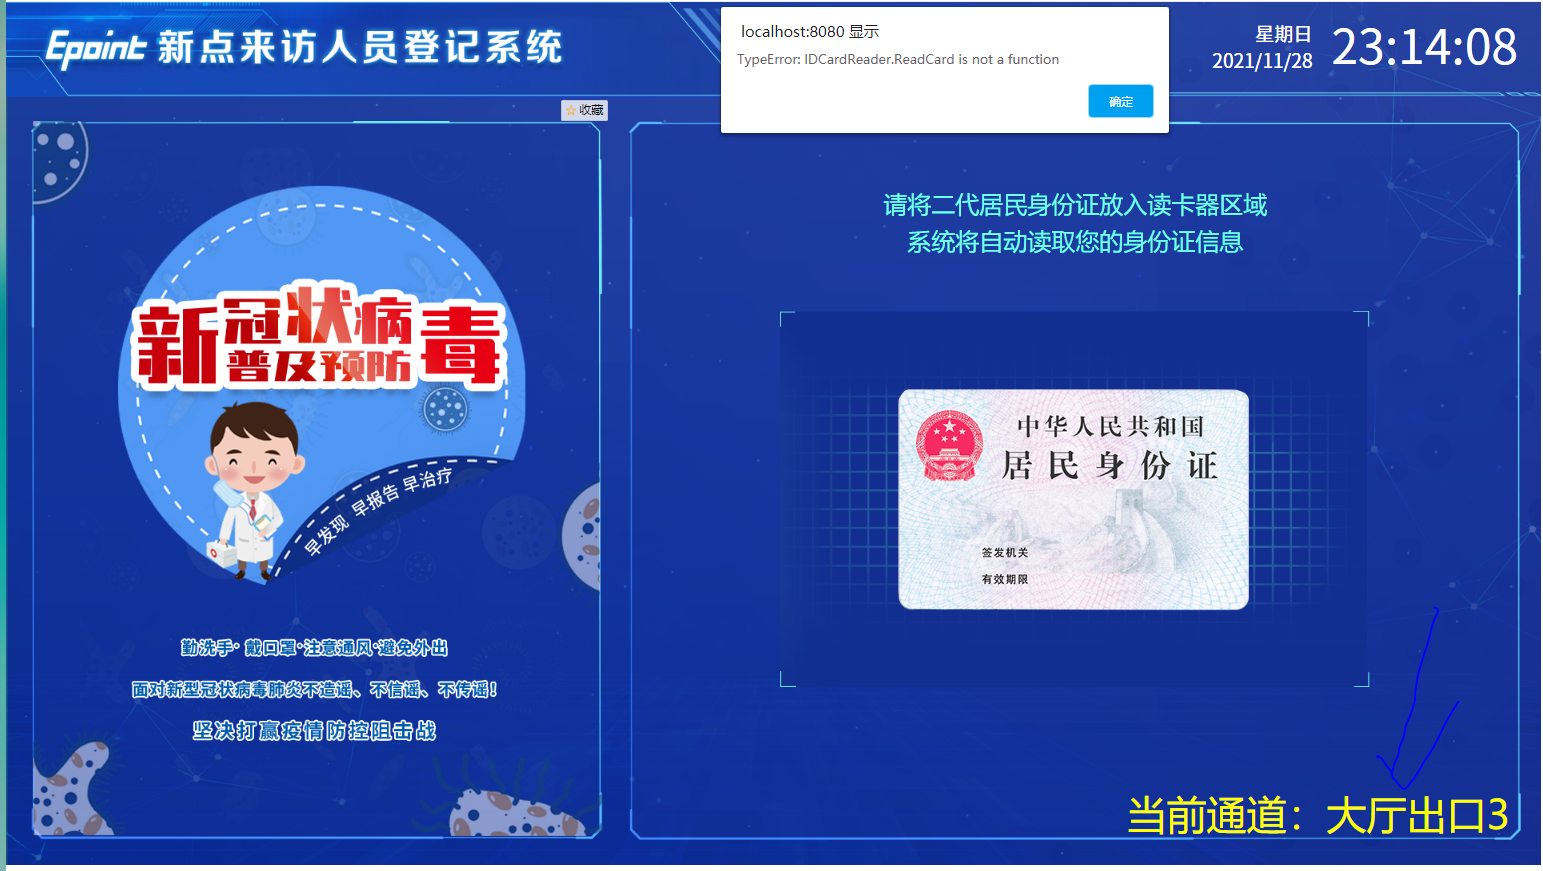 Epoint 新点来访人员登记系统
localhost:8080 显示
TypeError: IDCardReader.ReadCard is not a function
确定
星期日
2021/11/28
23:14:08
☆ 收藏
新冠状病毒
普及预防
早发现 早报告 早治疗
勤洗手·戴口罩·注意通风·避免外出
面对新型冠状病毒肺炎不造谣、不信谣、不传谣！
坚决打赢疫情防控阻击战
请将二代居民身份证放入读卡器区域
系统将自动读取您的身份证信息
中华人民共和国
居民身份证
签发机关
有效期限
当前通道：大厅出口3